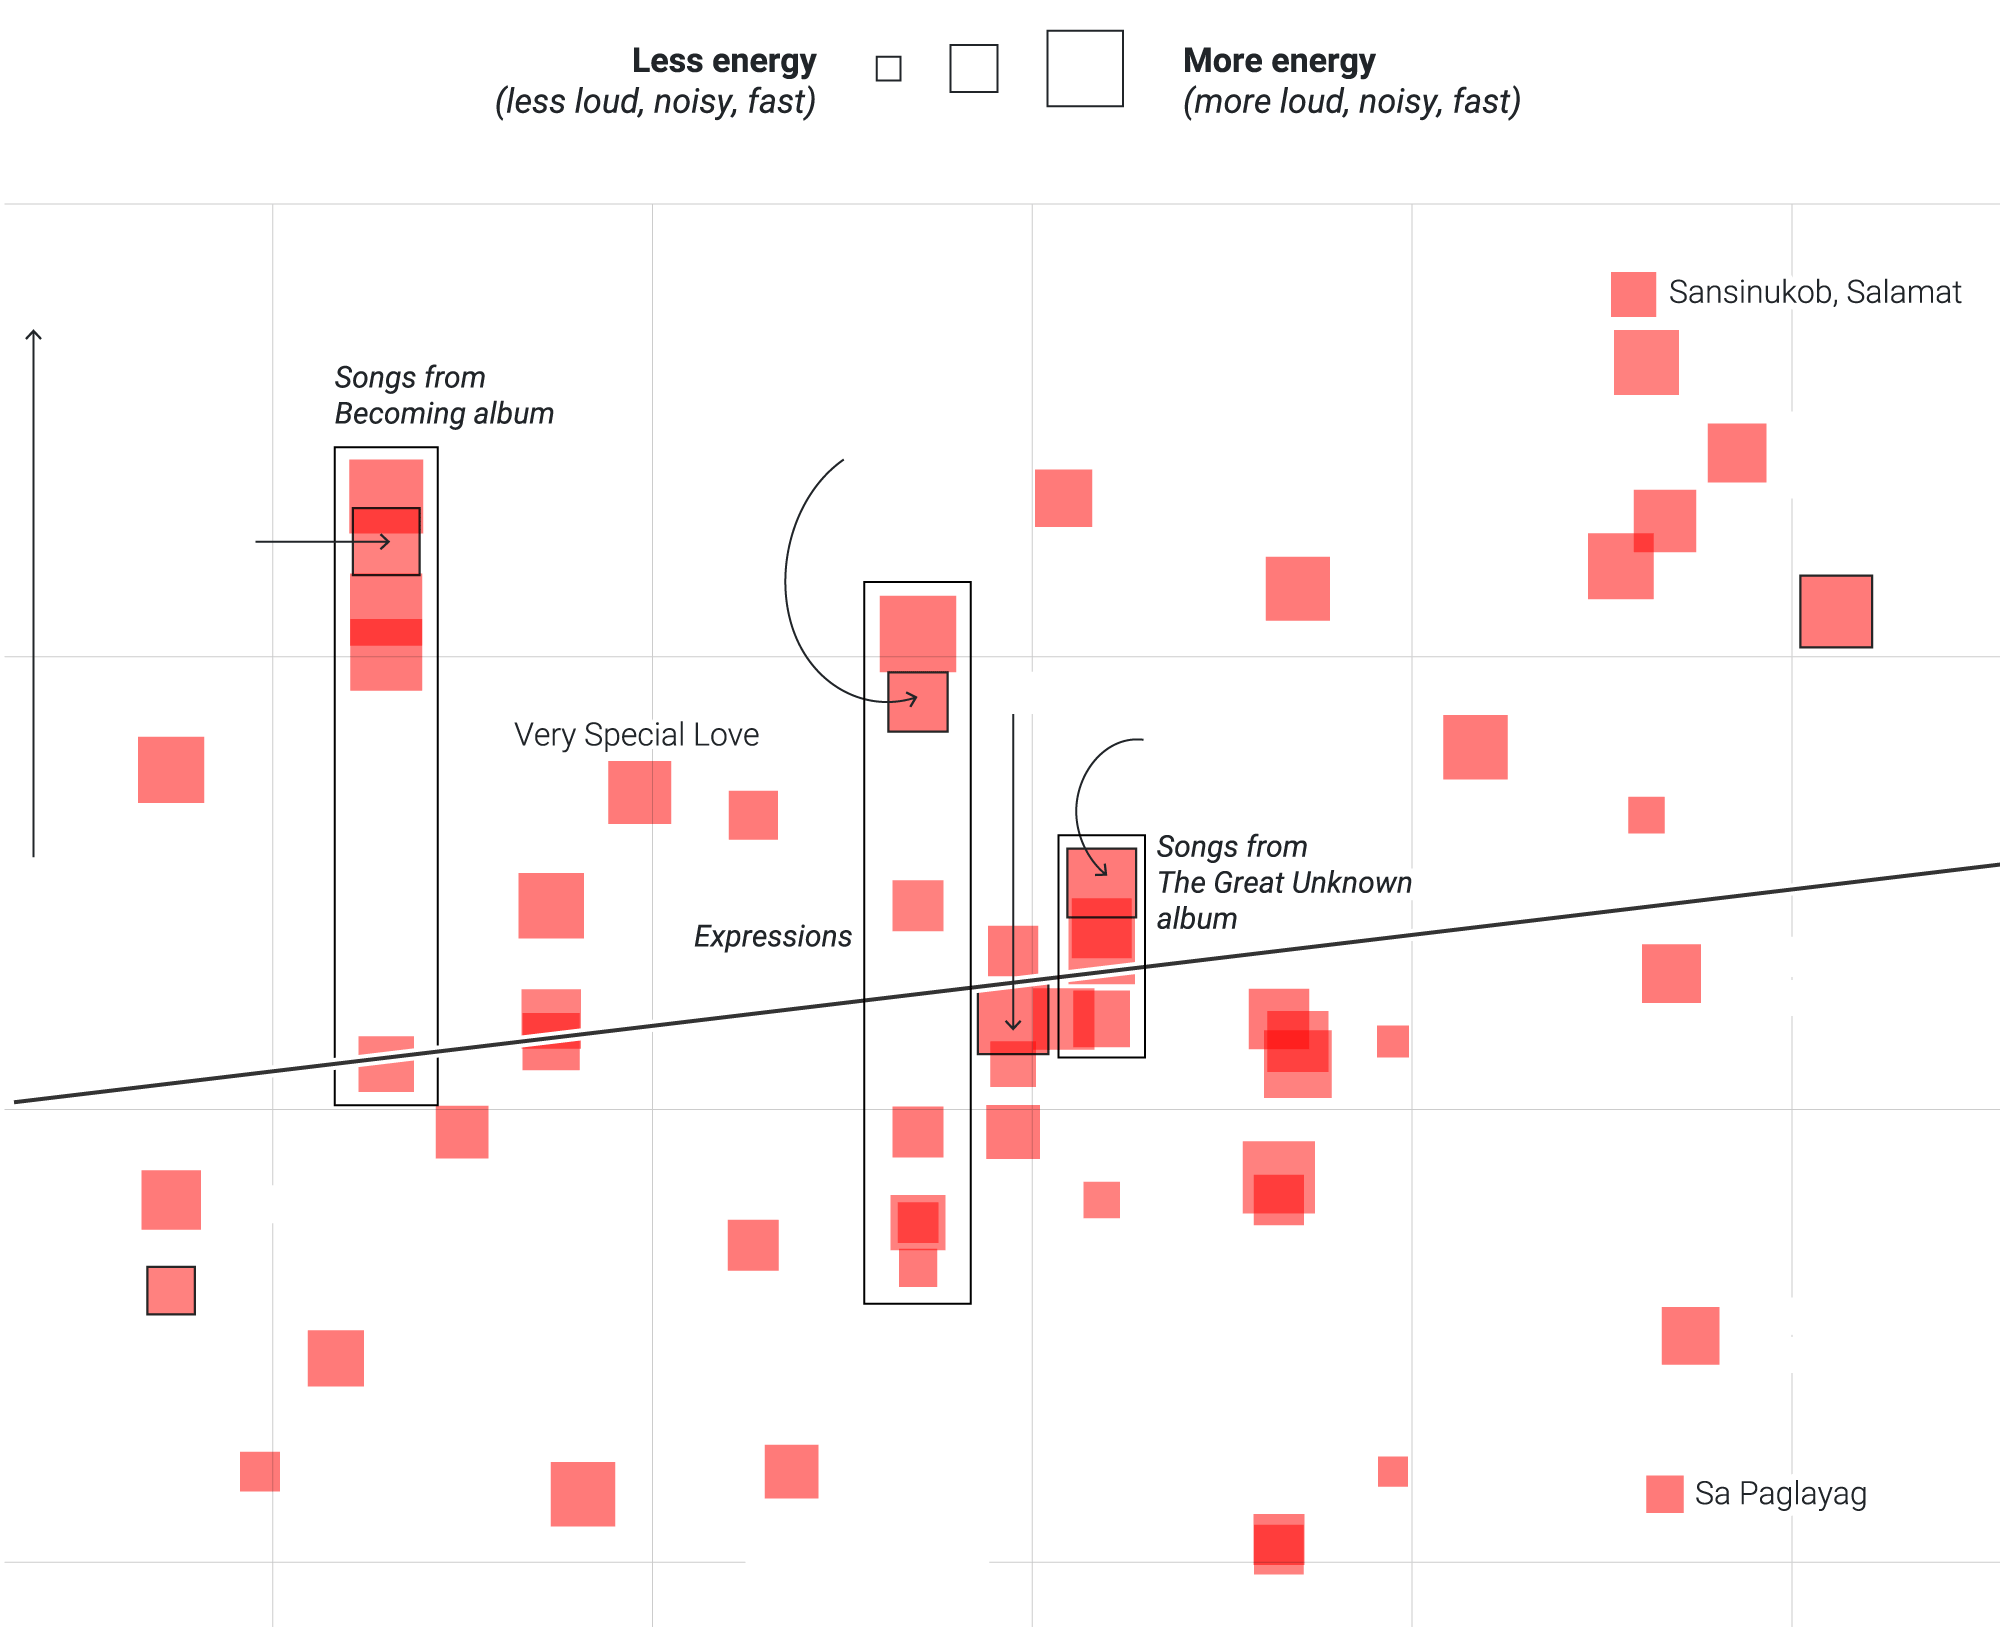 Less energy
(less loud, noisy, fast)
More energy
(more loud, noisy, fast)
Sansinukob, Salamat
Songs from
Becoming album
Very Special Love
Songs from
The Great Unknown
album
Expressions
Sa Paglayag